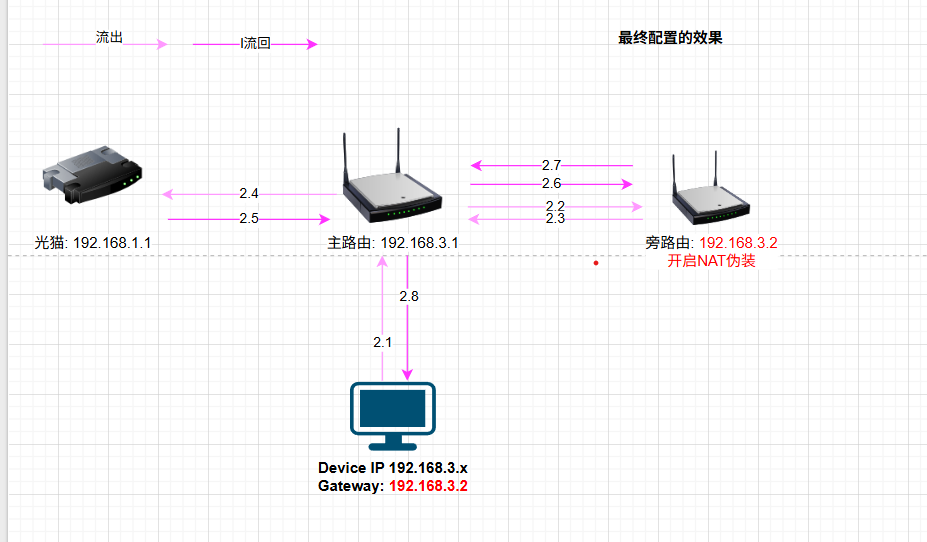 流出
I流回
最终配置的效果
2.7
2.6
2.4
2.2
2.5
2.3
光猫: 192.168.1.1
主路由: 192.168.3.1
旁路由: 192.168.3.2
开启NAT伪装
2.8
2.1
Device IP 192.168.3.x
Gateway: 192.168.3.2